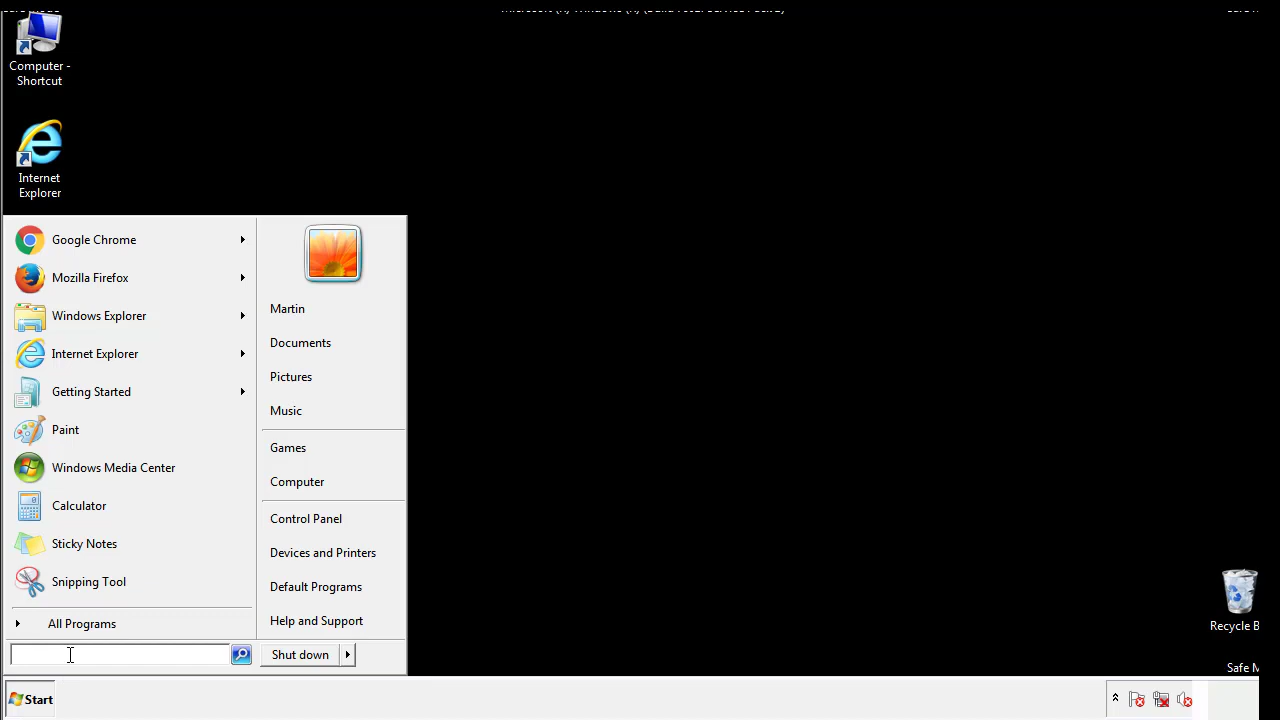 Computer -
Shortcut
Internet
Explorer
Google Chrome
Mozilla Firefox
Windows Explorer
Internet Explorer
Getting Started
Paint
Windows Media Center
Calculator
Sticky Notes
Snipping Tool
All Programs
Martin
Documents
Pictures
Music
Games
Computer
Control Panel
Devices and Printers
Default Programs
Help and Support
Shut down
Recycle B
Safe M
Start